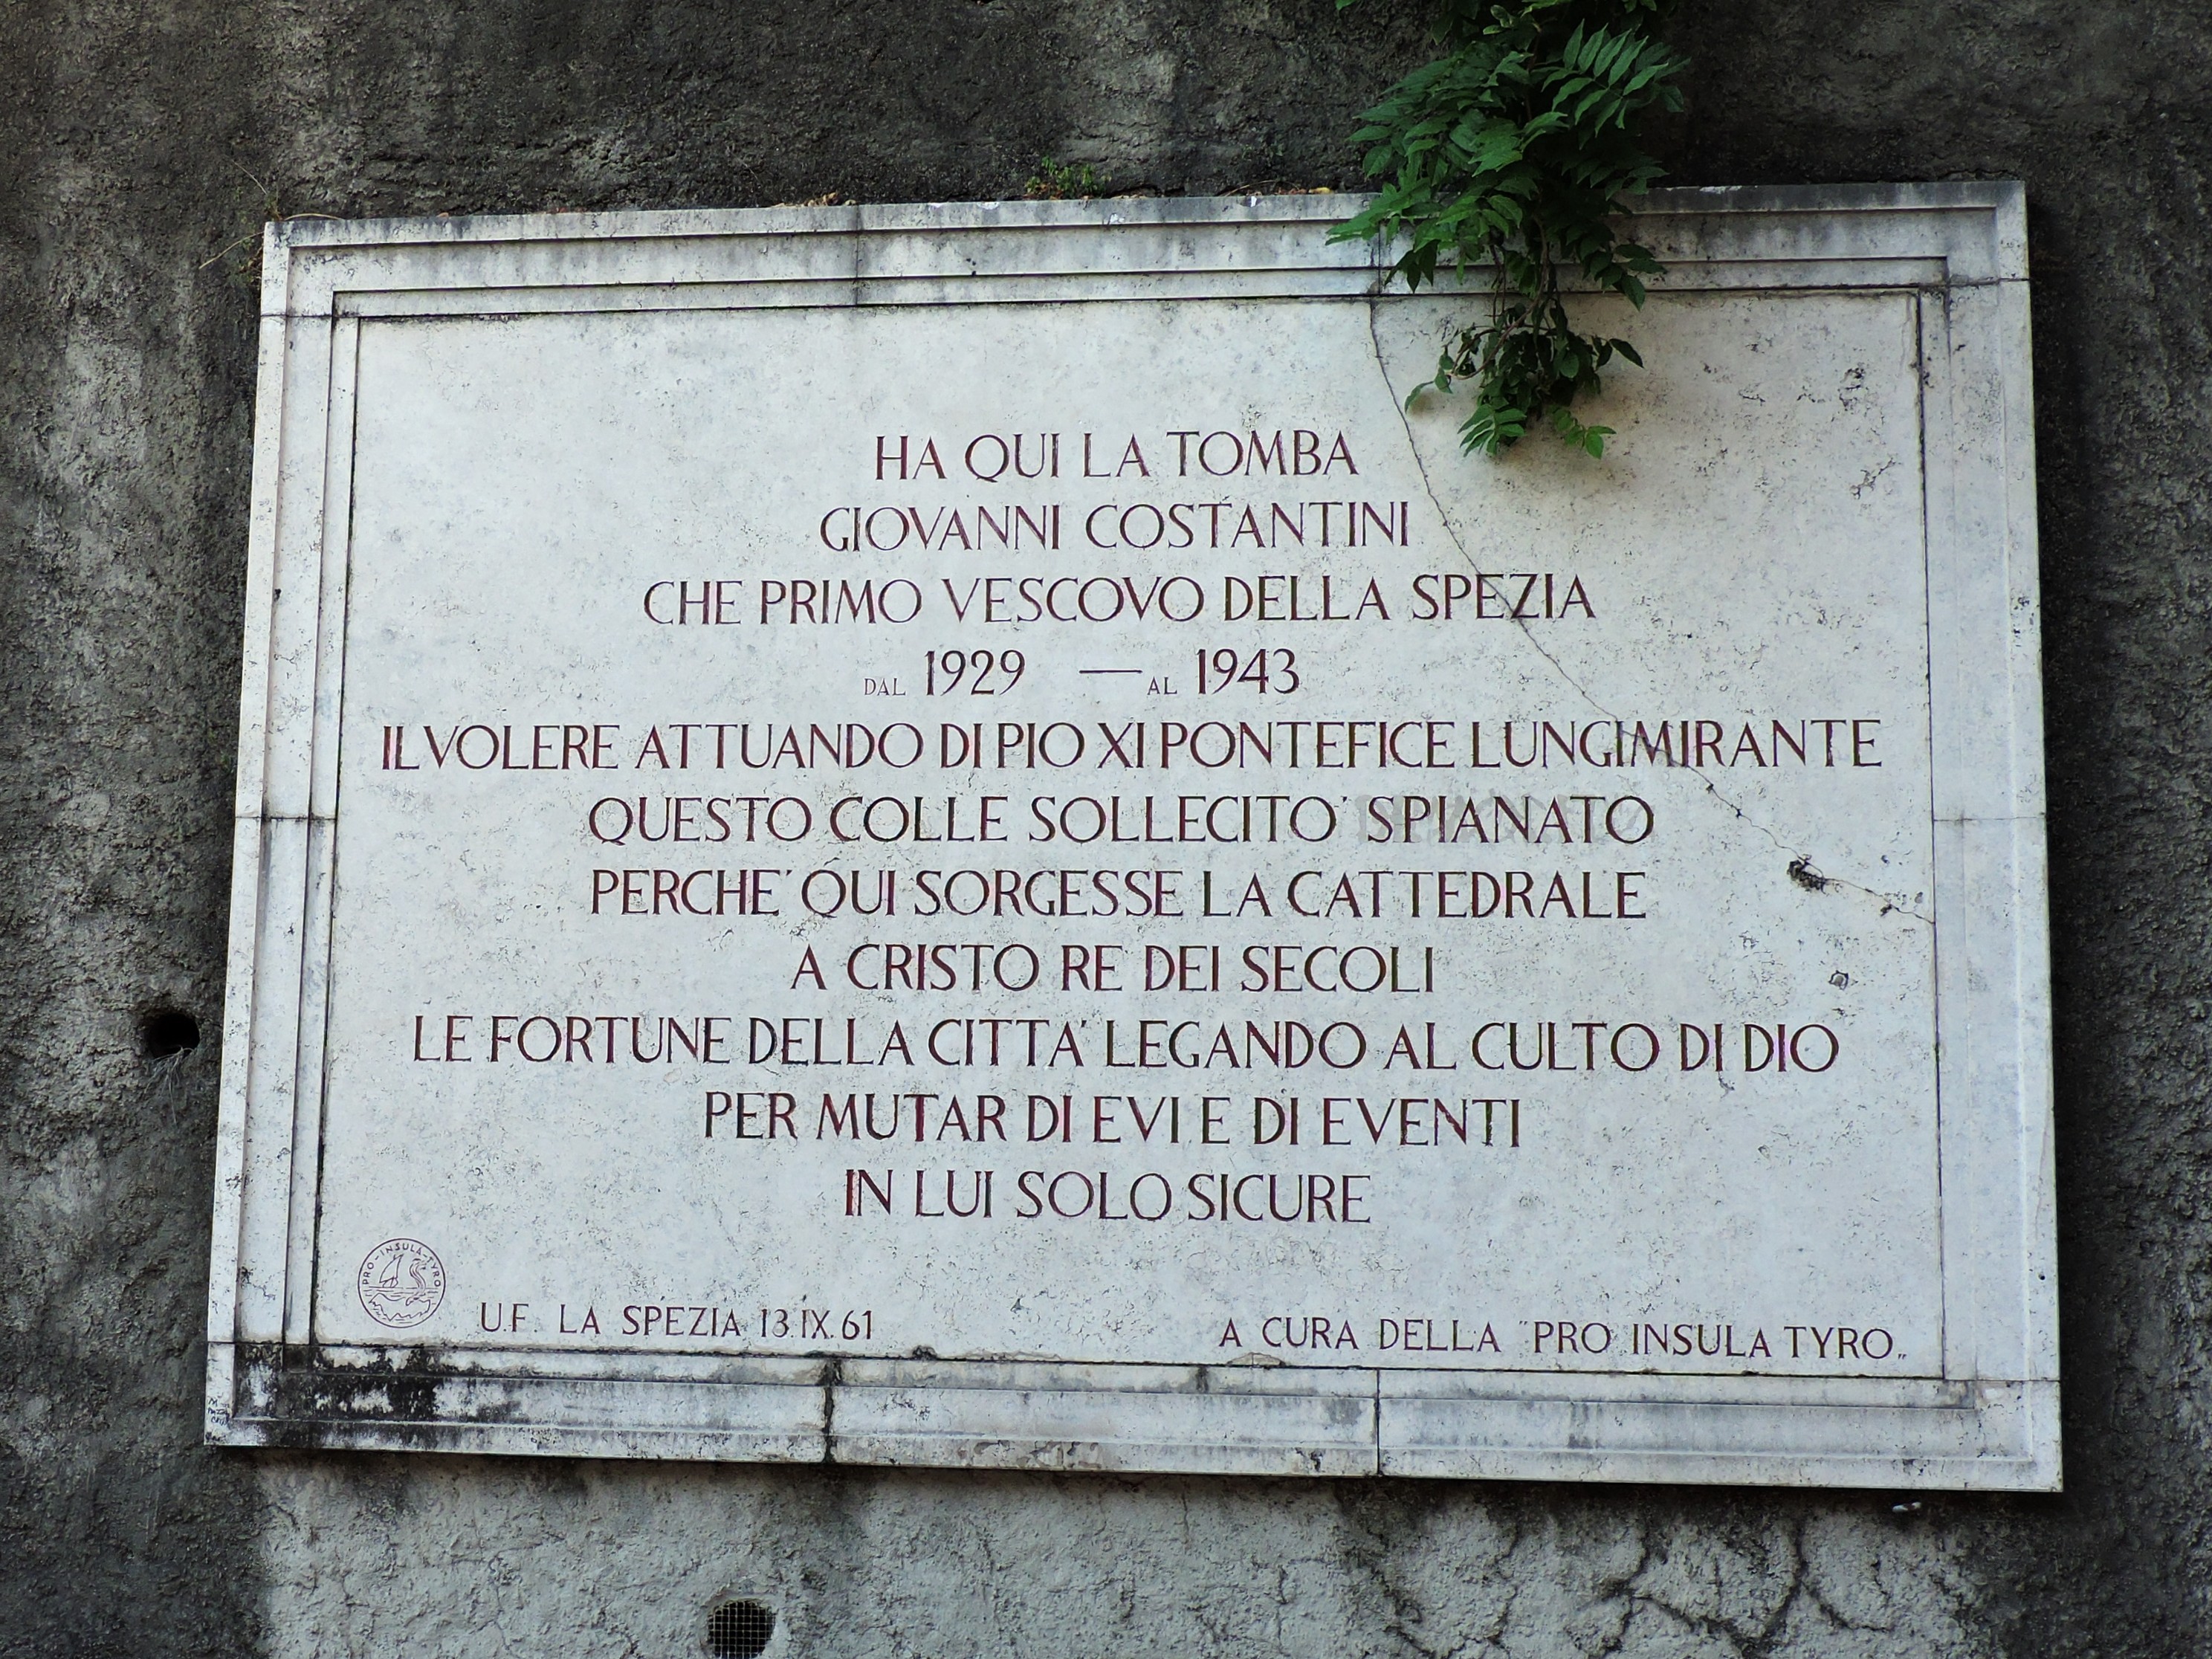 HA QUI LA TOMBA
GIOVANNI COSTANTINI
CHE PRIMO VESCOVO DELLA SPEZIA
DAL 1929 — AL 1943
IL VOLERE ATTUANDO DI PIO XI PONTEFICE LUNGIMIRANTE
QUESTO COLLE SOLLECITO' SPIANATO
PERCHE' QUI SORGESSE LA CATTEDRALE
A CRISTO RE DEI SECOLI
LE FORTUNE DELLA CITTA' LEGANDO AL CULTO DI DIO
PER MUTAR DI EVI E DI EVENTI
IN LUI SOLO SICURE
PRO-INSULA-TYRO
U.F. LA SPEZIA 13.IX.61
A CURA DELLA "PRO INSULA TYRO„